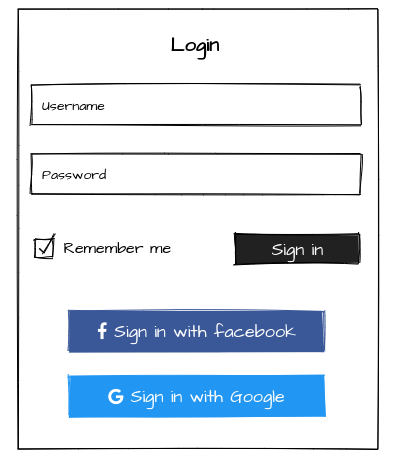 Login
Username
Password
Remember me
Sign in
f Sign in with facebook
G Sign in with Google